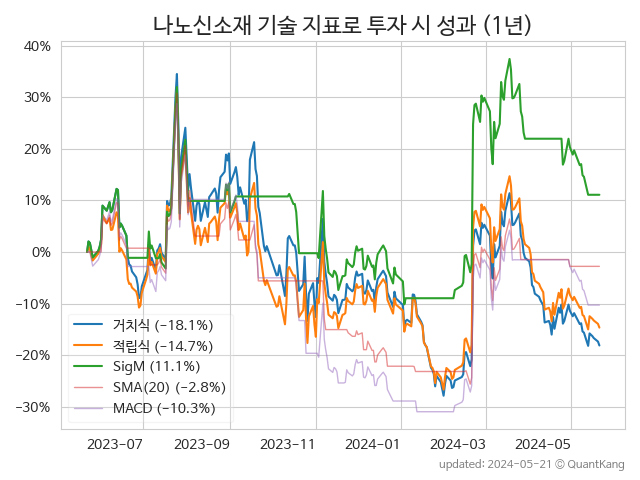 나노신소재 기술 지표로 투자 시 성과 (1년)
40%
30%
20%
10%
0%
−10%
−20%
−30%
거치식 (−18.1%)
적립식 (−14.7%)
SigM (11.1%)
SMA(20) (−2.8%)
MACD (−10.3%)
2023-07
2023-09
2023-11
2024-01
2024-03
2024-05
updated: 2024-05-21 © QuantKang